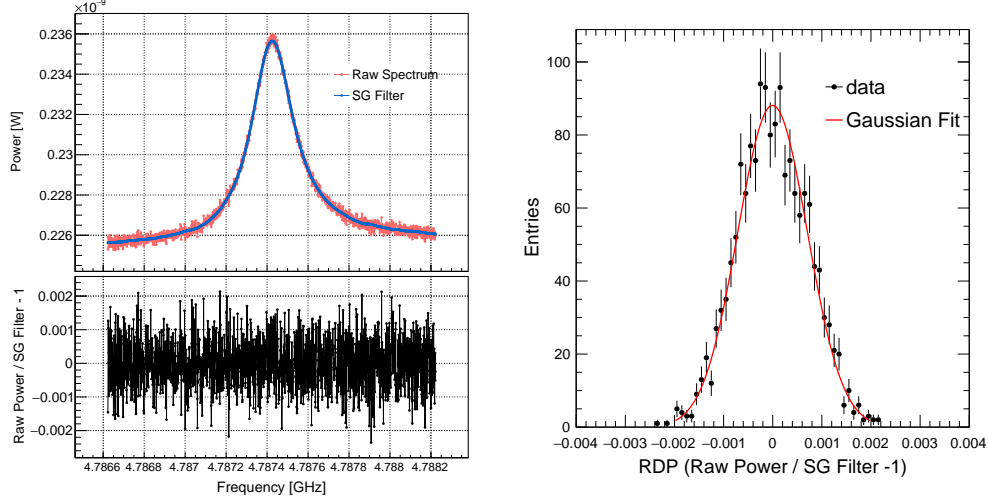 ×10⁻⁹
0.236
0.234
0.232
0.23
0.228
0.226
Power [W]
Raw Spectrum
SG Filter
0.002
0.001
0
−0.001
−0.002
Raw Power / SG Filter - 1
4.7866 4.7868 4.787 4.7872 4.7874 4.7876 4.7878 4.788 4.7882
Frequency [GHz]
100
80
60
40
20
0
Entries
data
Gaussian Fit
−0.004 −0.003 −0.002 −0.001 0 0.001 0.002 0.003 0.004
RDP (Raw Power / SG Filter -1)